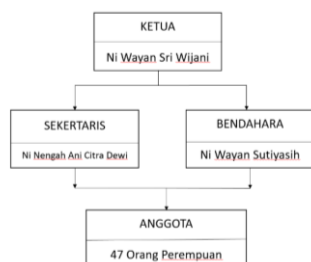 KETUA
Ni Wayan Sri Wijani
SEKERTARIS
Ni Nengah Ani Citra Dewi
BENDAHARA
Ni Wayan Sutiyasih
ANGGOTA
47 Orang Perempuan